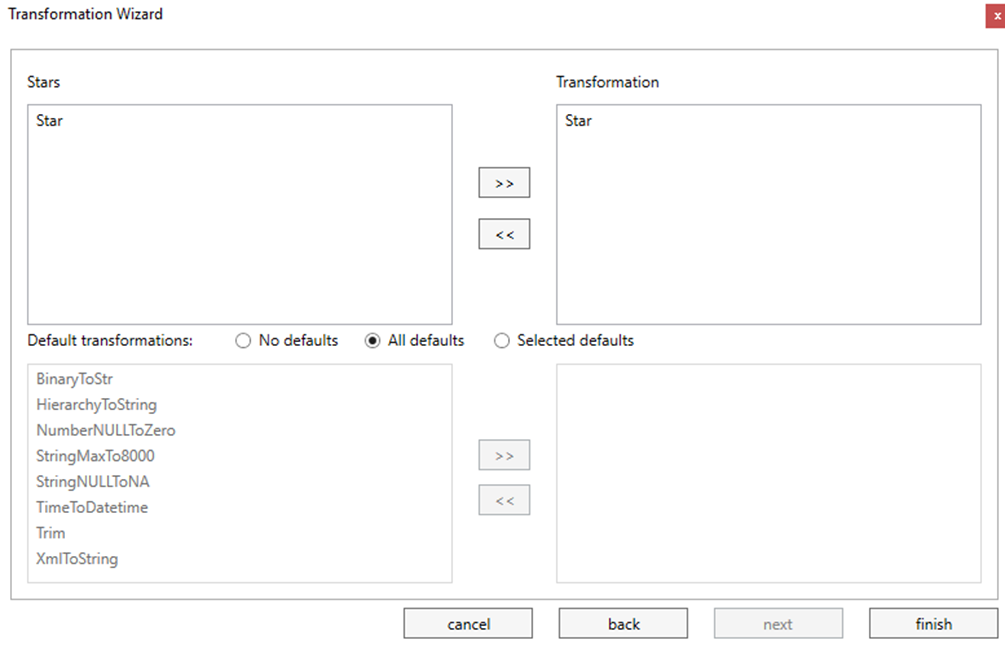 Transformation Wizard
x
Stars
Transformation
Star
Star
>>
<<
Default transformations:
No defaults
All defaults
Selected defaults
BinaryToStr
HierarchyToString
NumberNULLToZero
StringMaxTo8000
StringNULLToNA
TimeToDatetime
Trim
XmlToString
>>
<<
cancel
back
next
finish